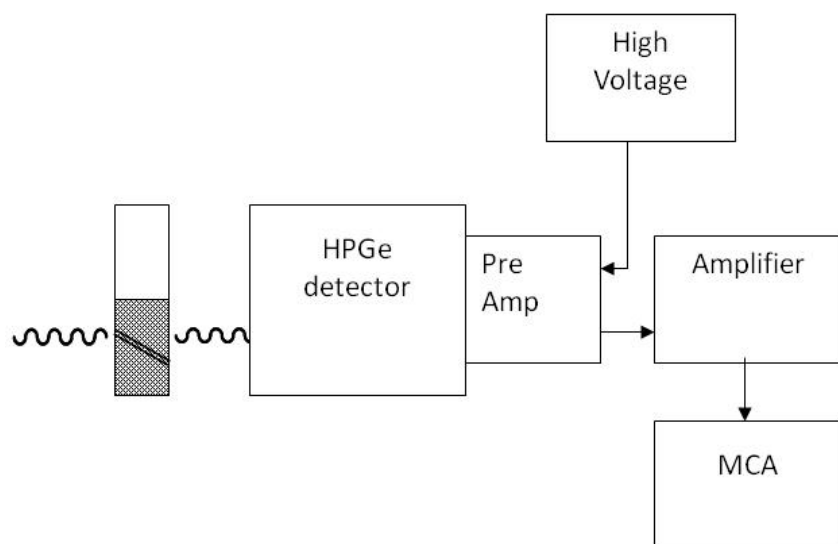 High
Voltage
HPGe
detector
Pre
Amp
Amplifier
MCA